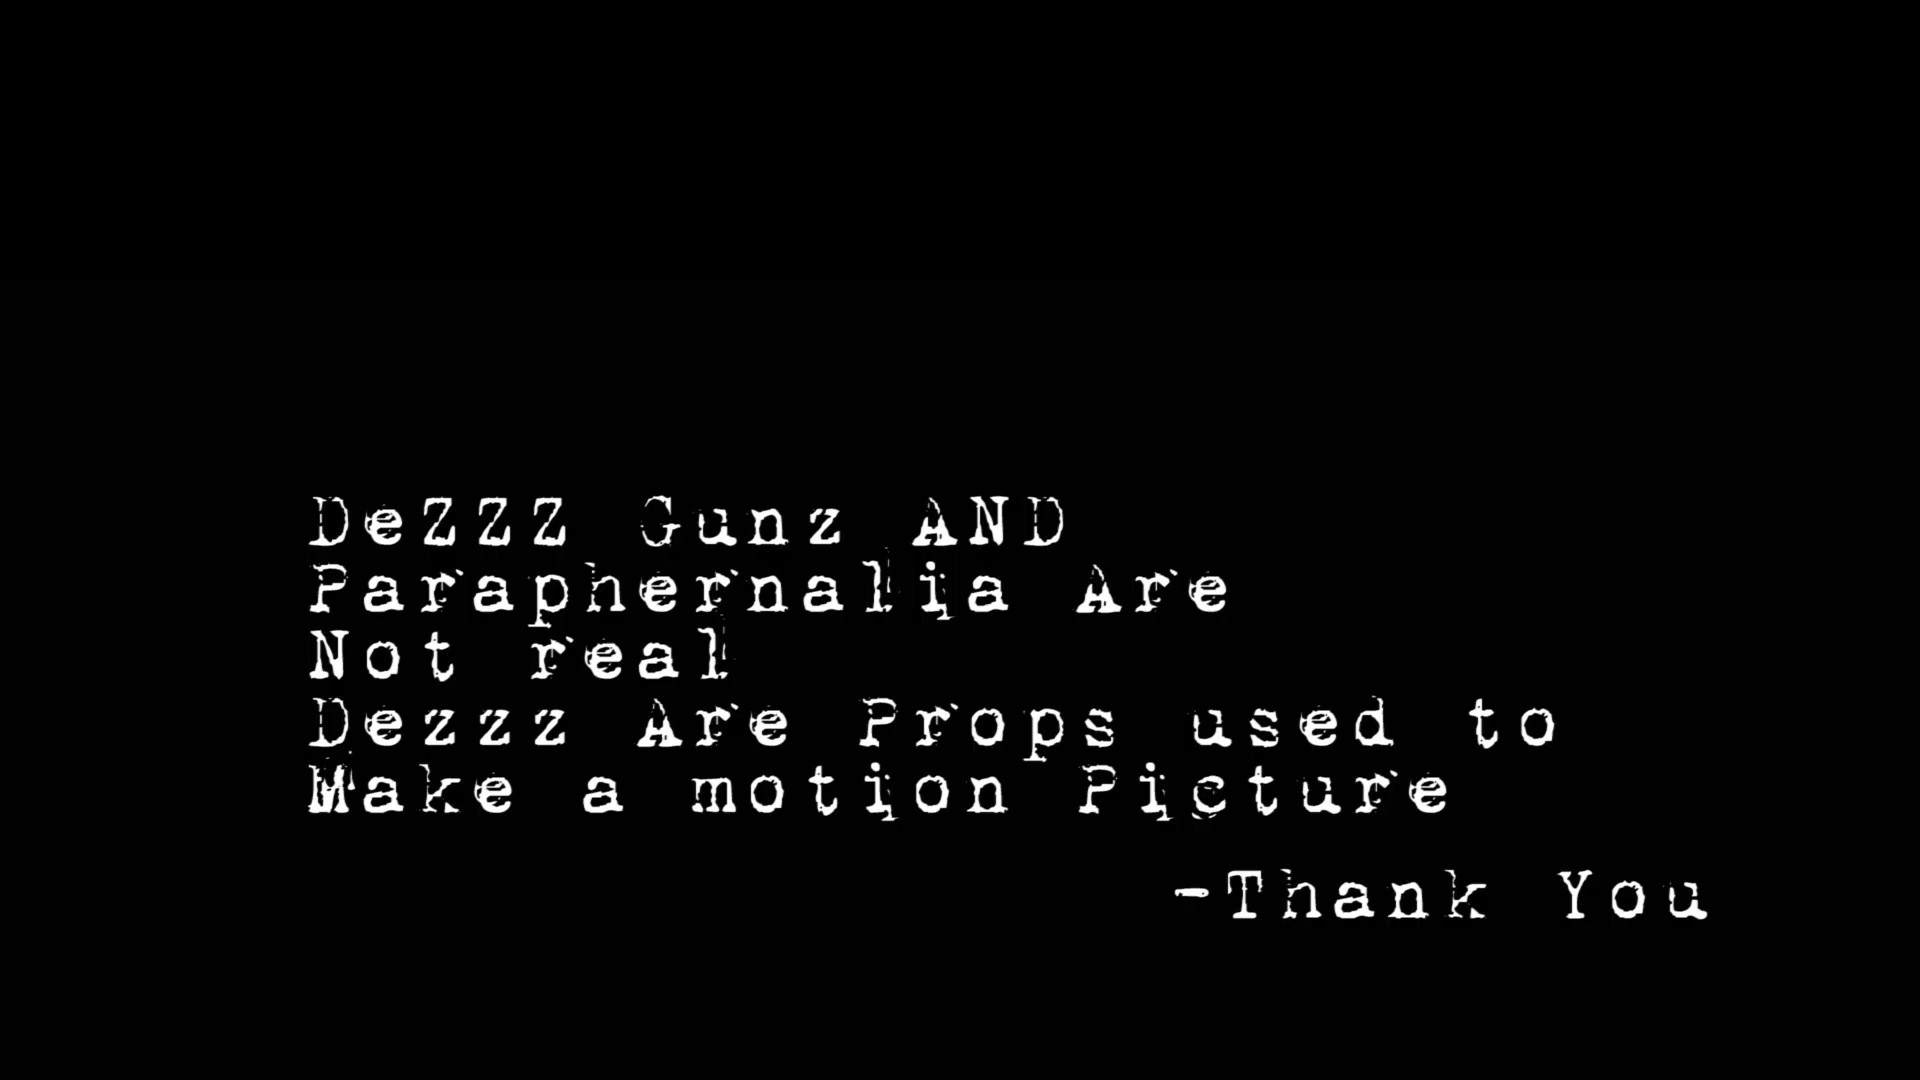 DeZZZ Gunz AND
Paraphernalia Are
Not real
Dezzz Are Props used to
Make a motion Picture
-Thank You